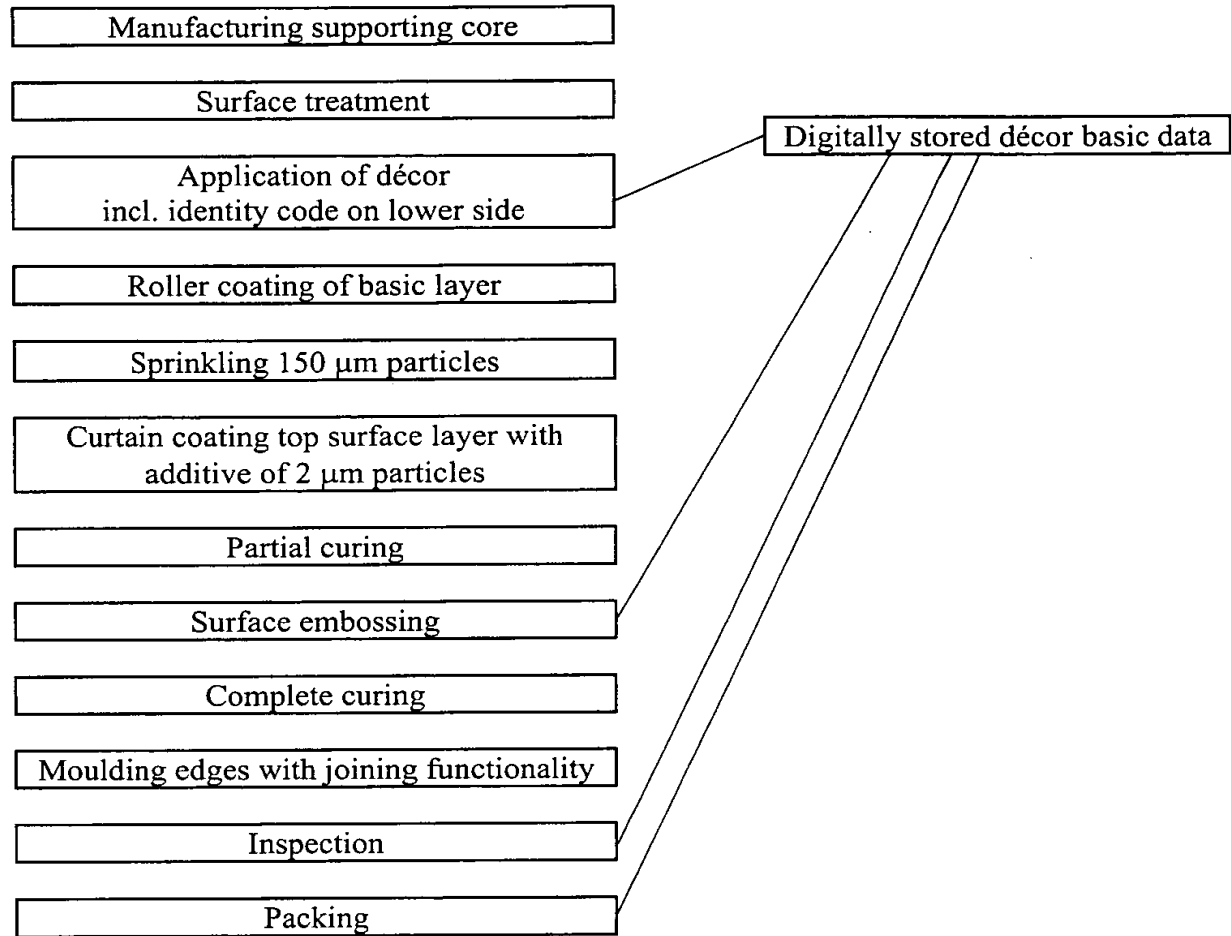 Manufacturing supporting core
Surface treatment
Digitally stored décor basic data
Application of décor
incl. identity code on lower side
Roller coating of basic layer
Sprinkling 150 µm particles
Curtain coating top surface layer with
additive of 2 µm particles
Partial curing
Surface embossing
Complete curing
Moulding edges with joining functionality
Inspection
Packing